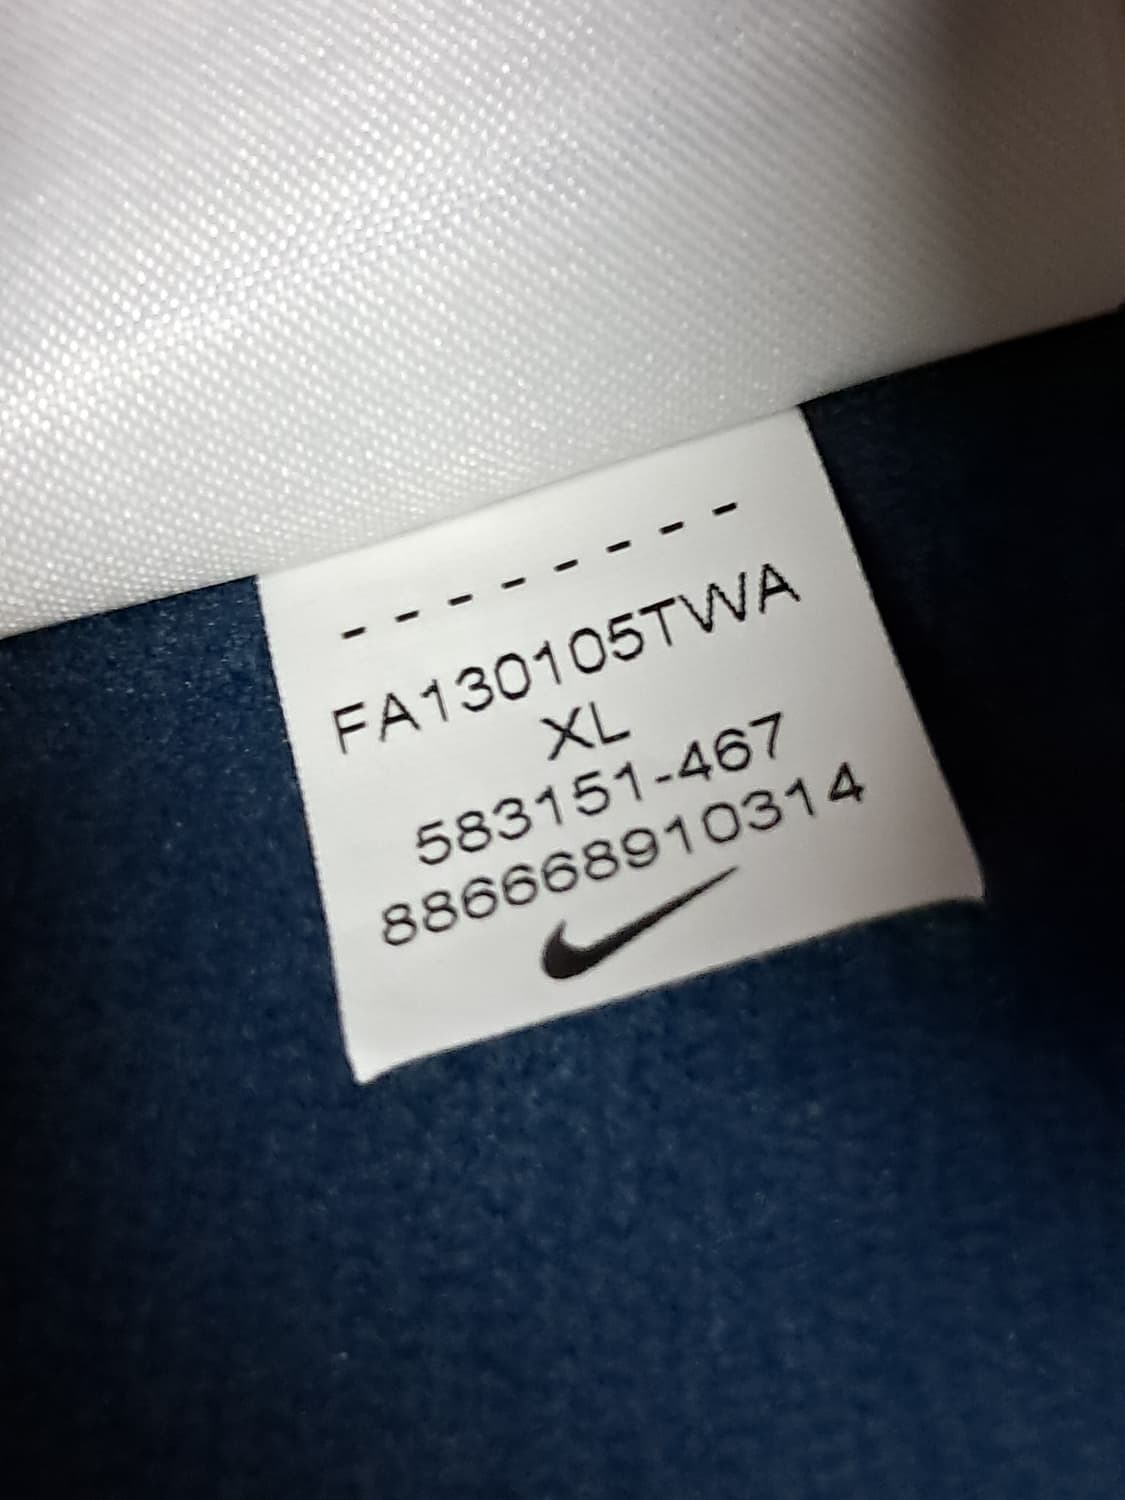 - - - - - - - -
FA130105TWA
XL
583151-467
886668910314